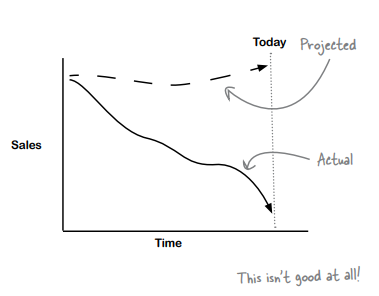 Today
Projected
Sales
Actual
Time
This isn't good at all!